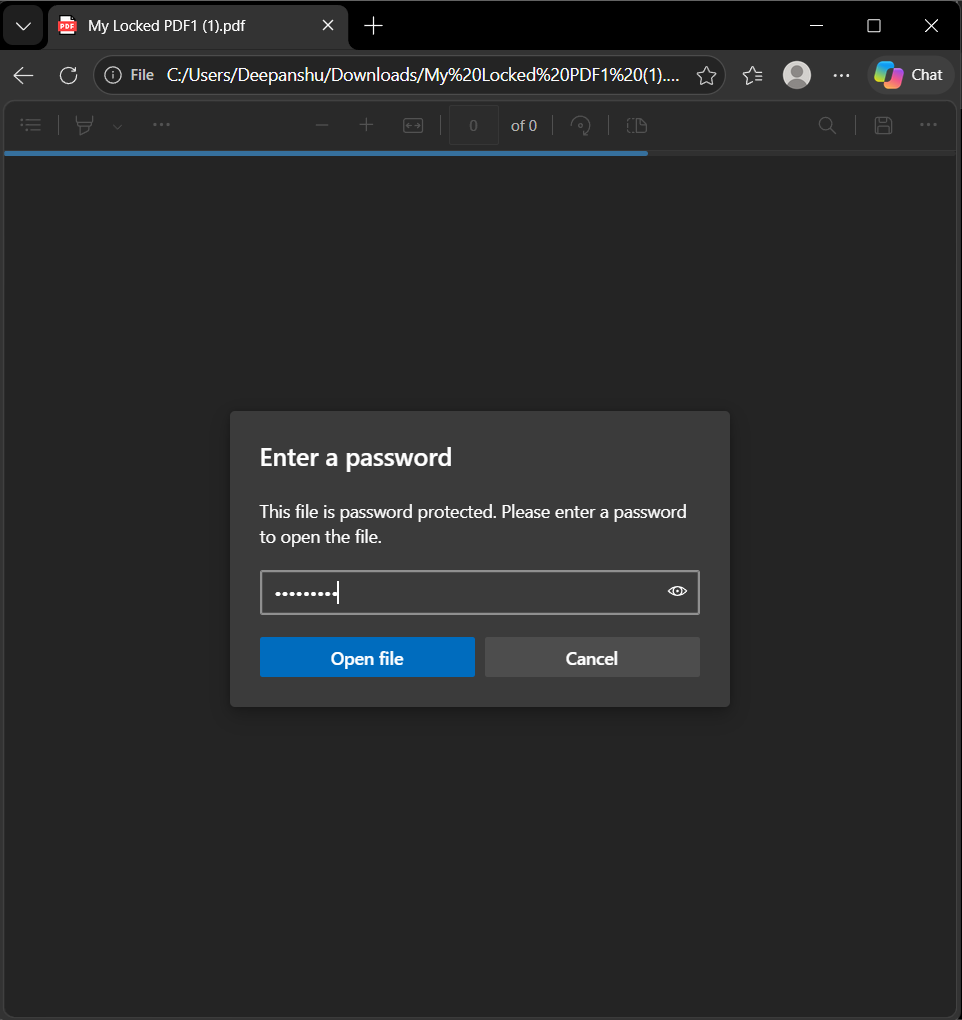 My Locked PDF1 (1).pdf
File C:/Users/Deepanshu/Downloads/My%20Locked%20PDF1%20(1)....
Chat
0 of 0
Enter a password
This file is password protected. Please enter a password
to open the file.
•••••••••
Open file
Cancel